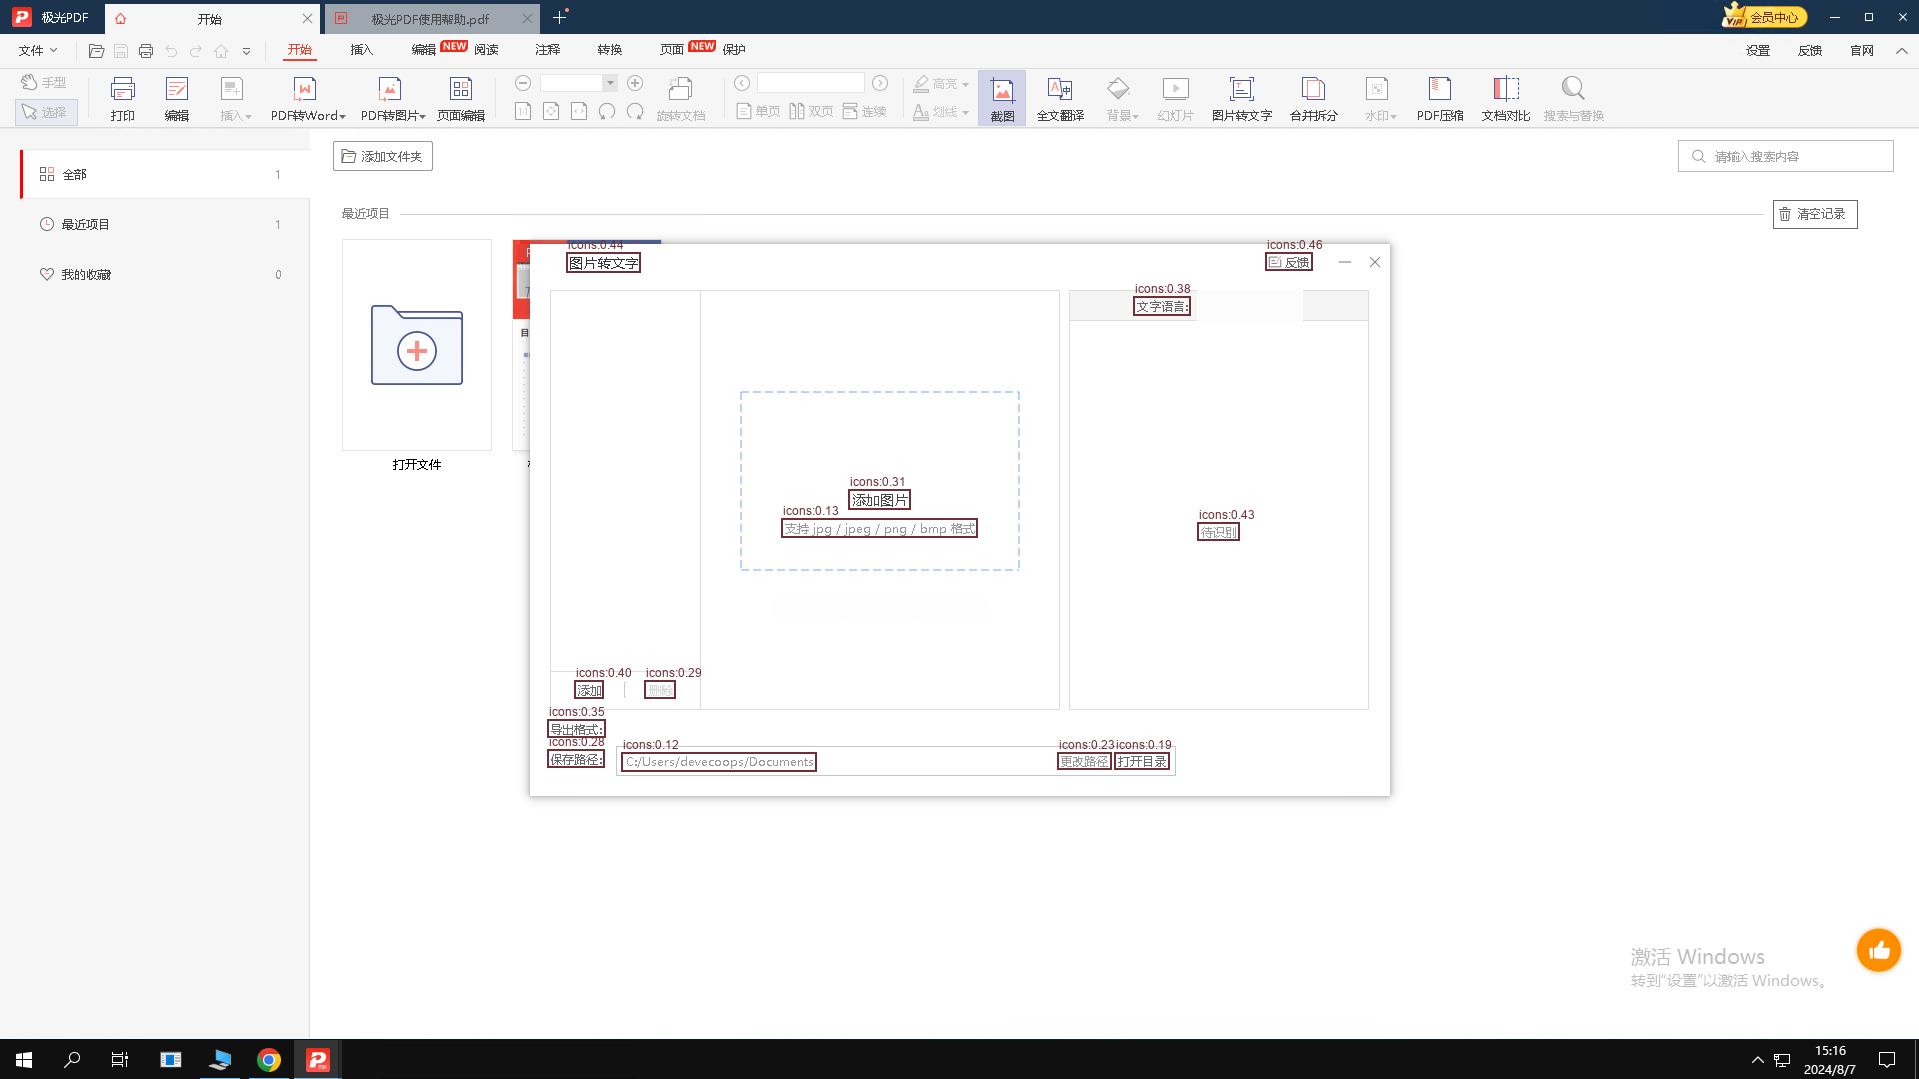 极光PDF
开始
极光PDF使用帮助.pdf
VIP 会员中心
文件
开始
插入
编辑 NEW
阅读
注释
转换
页面 NEW
保护
设置
反馈
官网
手型
选择
打印
编辑
插入
PDF转Word
PDF转图片
页面编辑
1:1
旋转文档
单页
双页
连续
高亮
划线
截图
全文翻译
背景
幻灯片
图片转文字
合并拆分
水印
PDF压缩
文档对比
搜索与替换
全部 1
最近项目 1
我的收藏 0
添加文件夹
请输入搜索内容
最近项目
清空记录
打开文件
icons:0.44
图片转文字
icons:0.46
反馈
icons:0.38
文字语言:
icons:0.31
添加图片
icons:0.13
支持 jpg / jpeg / png / bmp 格式
icons:0.43
待识别
icons:0.40
添加
icons:0.29
删除
icons:0.35
导出格式:
icons:0.28
保存路径:
icons:0.12
C:/Users/devecoops/Documents
icons:0.23
更改路径
icons:0.19
打开目录
激活 Windows
转到“设置”以激活 Windows。
15:16
2024/8/7